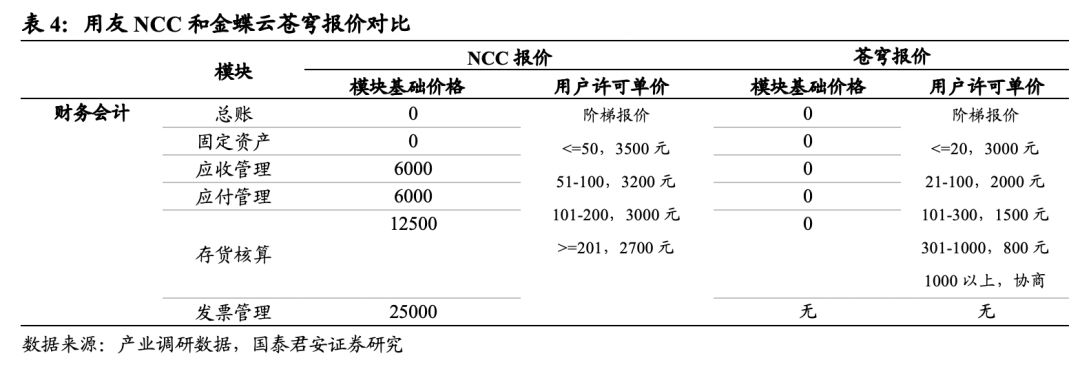 表 4：用友 NCC 和金蝶云苍穹报价对比
模块 NCC 报价 苍穹报价
模块基础价格 用户许可单价 模块基础价格 用户许可单价
财务会计 总账 0 阶梯报价 0 阶梯报价
固定资产 0 <=50，3500 元 0 <=20，3000 元
应收管理 6000 51-100，3200 元 0 21-100，2000 元
应付管理 6000 101-200，3000 元 0 101-300，1500 元
存货核算 12500 >=201，2700 元 0 301-1000，800 元
1000 以上，协商
发票管理 25000 无 无
数据来源：产业调研数据，国泰君安证券研究